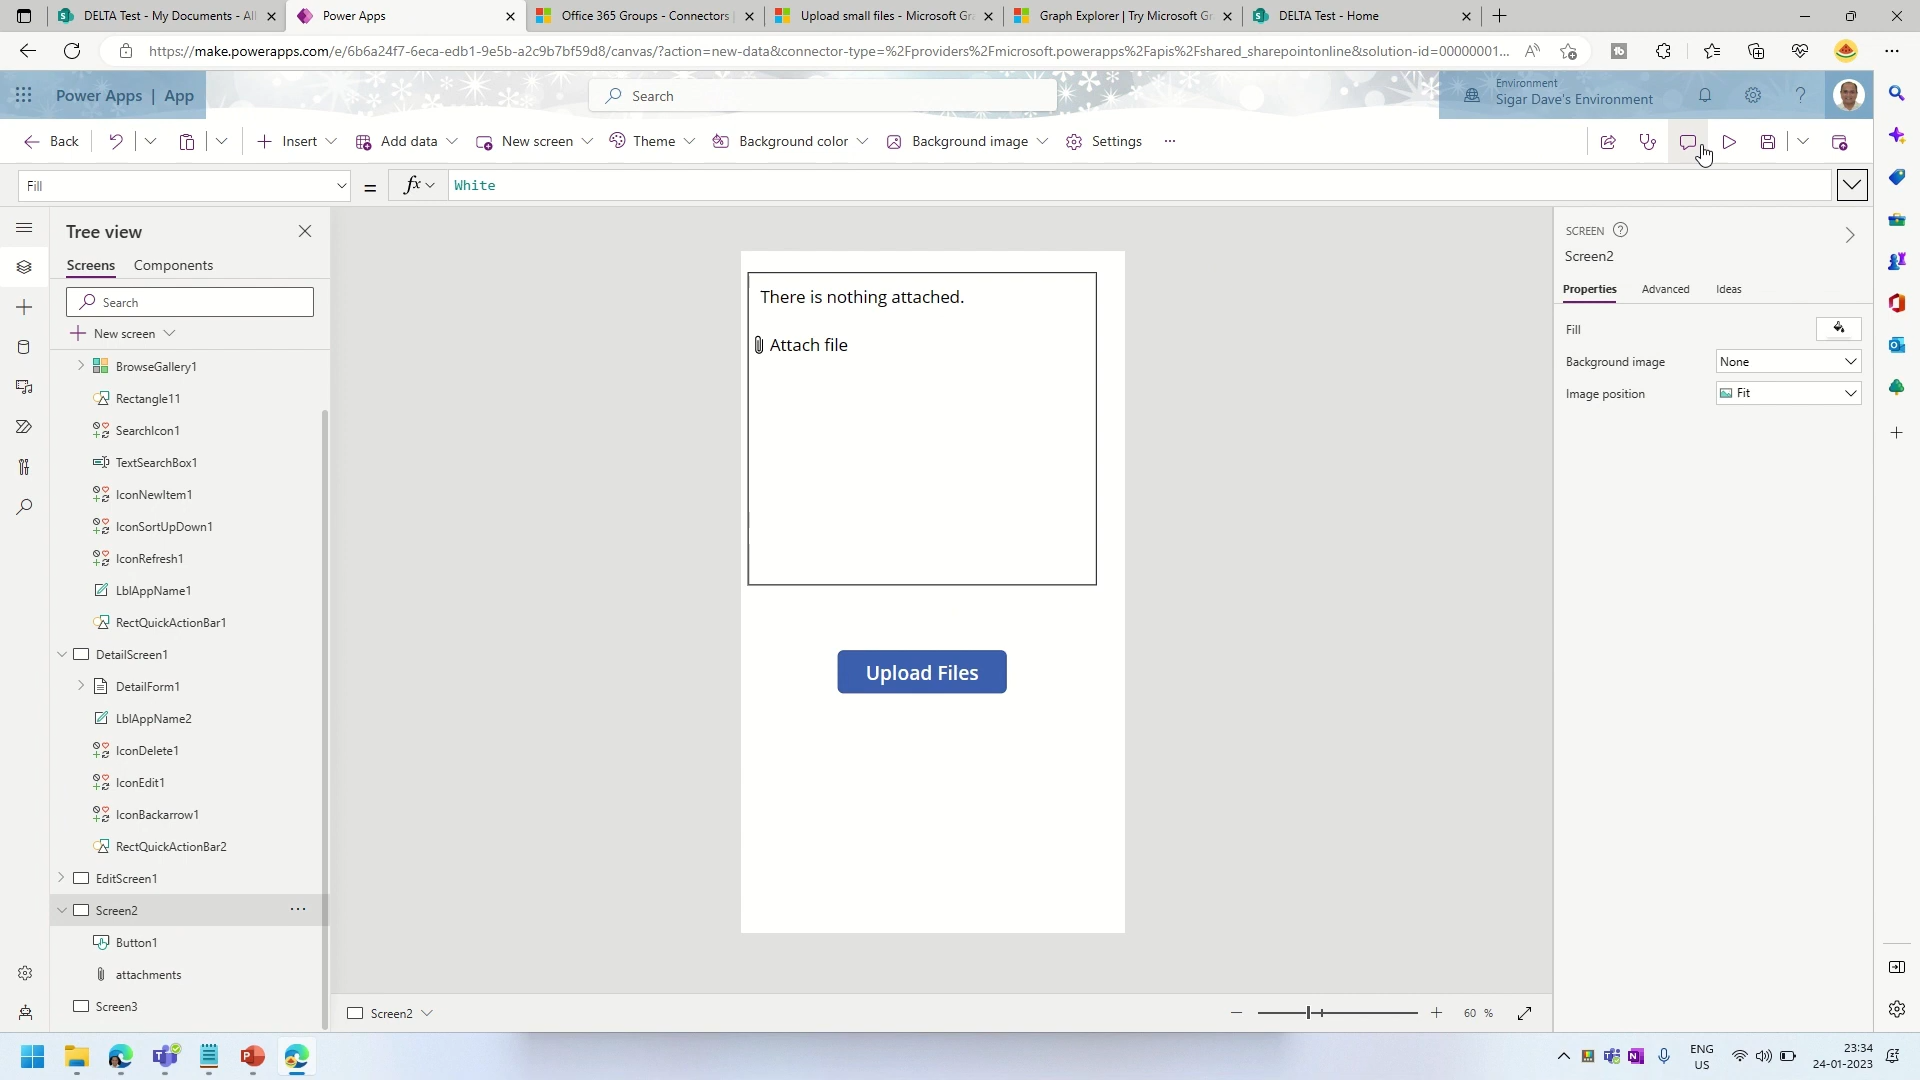 DELTA Test - My Documents - All
Power Apps
Office 365 Groups - Connectors
Upload small files - Microsoft Gr
Graph Explorer | Try Microsoft Gr
DELTA Test - Home
https://make.powerapps.com/e/6b6a24f7-6eca-edb1-9e5b-a2c9b7bf59d8/canvas/?action=new-data&connector-type=%2Fproviders%2Fmicrosoft.powerapps%2Fapis%2Fshared_sharepointonline&solution-id=00000001...
Power Apps | App
Search
Environment
Sigar Dave's Environment
Back
Insert
Add data
New screen
Theme
Background color
Background image
Settings
Fill
=
fx
White
Tree view
Screens
Components
Search
New screen
BrowseGallery1
Rectangle11
SearchIcon1
TextSearchBox1
IconNewItem1
IconSortUpDown1
IconRefresh1
LblAppName1
RectQuickActionBar1
DetailScreen1
DetailForm1
LblAppName2
IconDelete1
IconEdit1
IconBackarrow1
RectQuickActionBar2
EditScreen1
Screen2
Button1
attachments
Screen3
There is nothing attached.
Attach file
Upload Files
SCREEN
Screen2
Properties
Advanced
Ideas
Fill
Background image
None
Image position
Fit
Screen2
60 %
ENG
US
23:34
24-01-2023